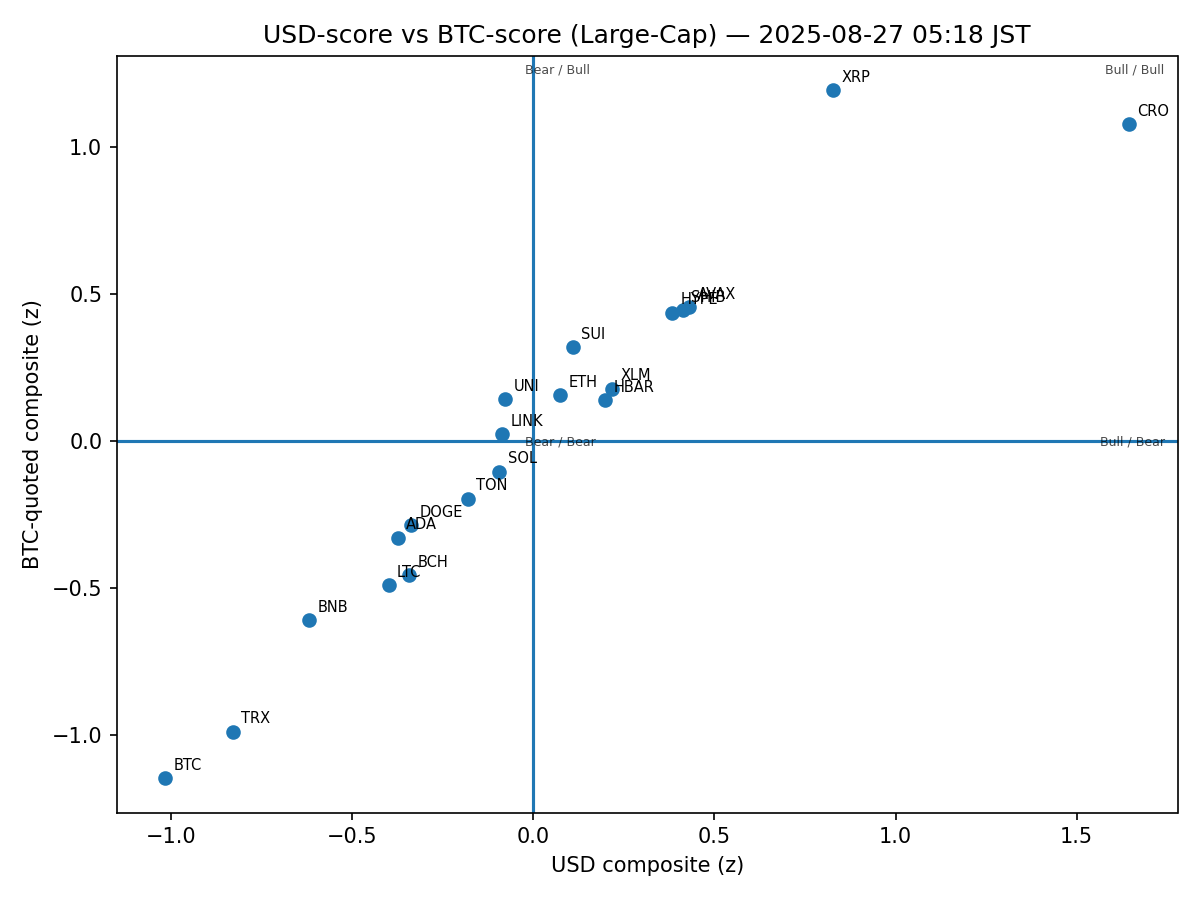 USD-score vs BTC-score (Large-Cap) — 2025-08-27 05:18 JST
Bear / Bull
Bull / Bull
XRP
CRO
1.0
AVAX
HYPE
0.5
SUI
XLM
ETH
HBAR
UNI
LINK
0.0
Bear / Bear
Bull / Bear
SOL
TON
DOGE
ADA
BCH
LTC
−0.5
BNB
TRX
−1.0
BTC
−1.0
−0.5
0.0
0.5
1.0
1.5
USD composite (z)
BTC-quoted composite (z)